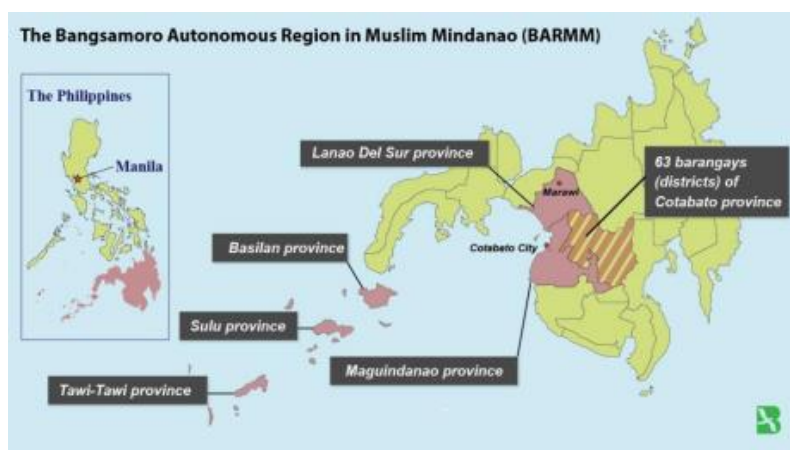 The Bangsamoro Autonomous Region in Muslim Mindanao (BARMM)
The Philippines
Manila
Lanao Del Sur province
63 barangays
(districts) of
Cotabato province
Marawi
Basilan province
Cotabato City
Sulu province
Maguindanao province
Tawi-Tawi province